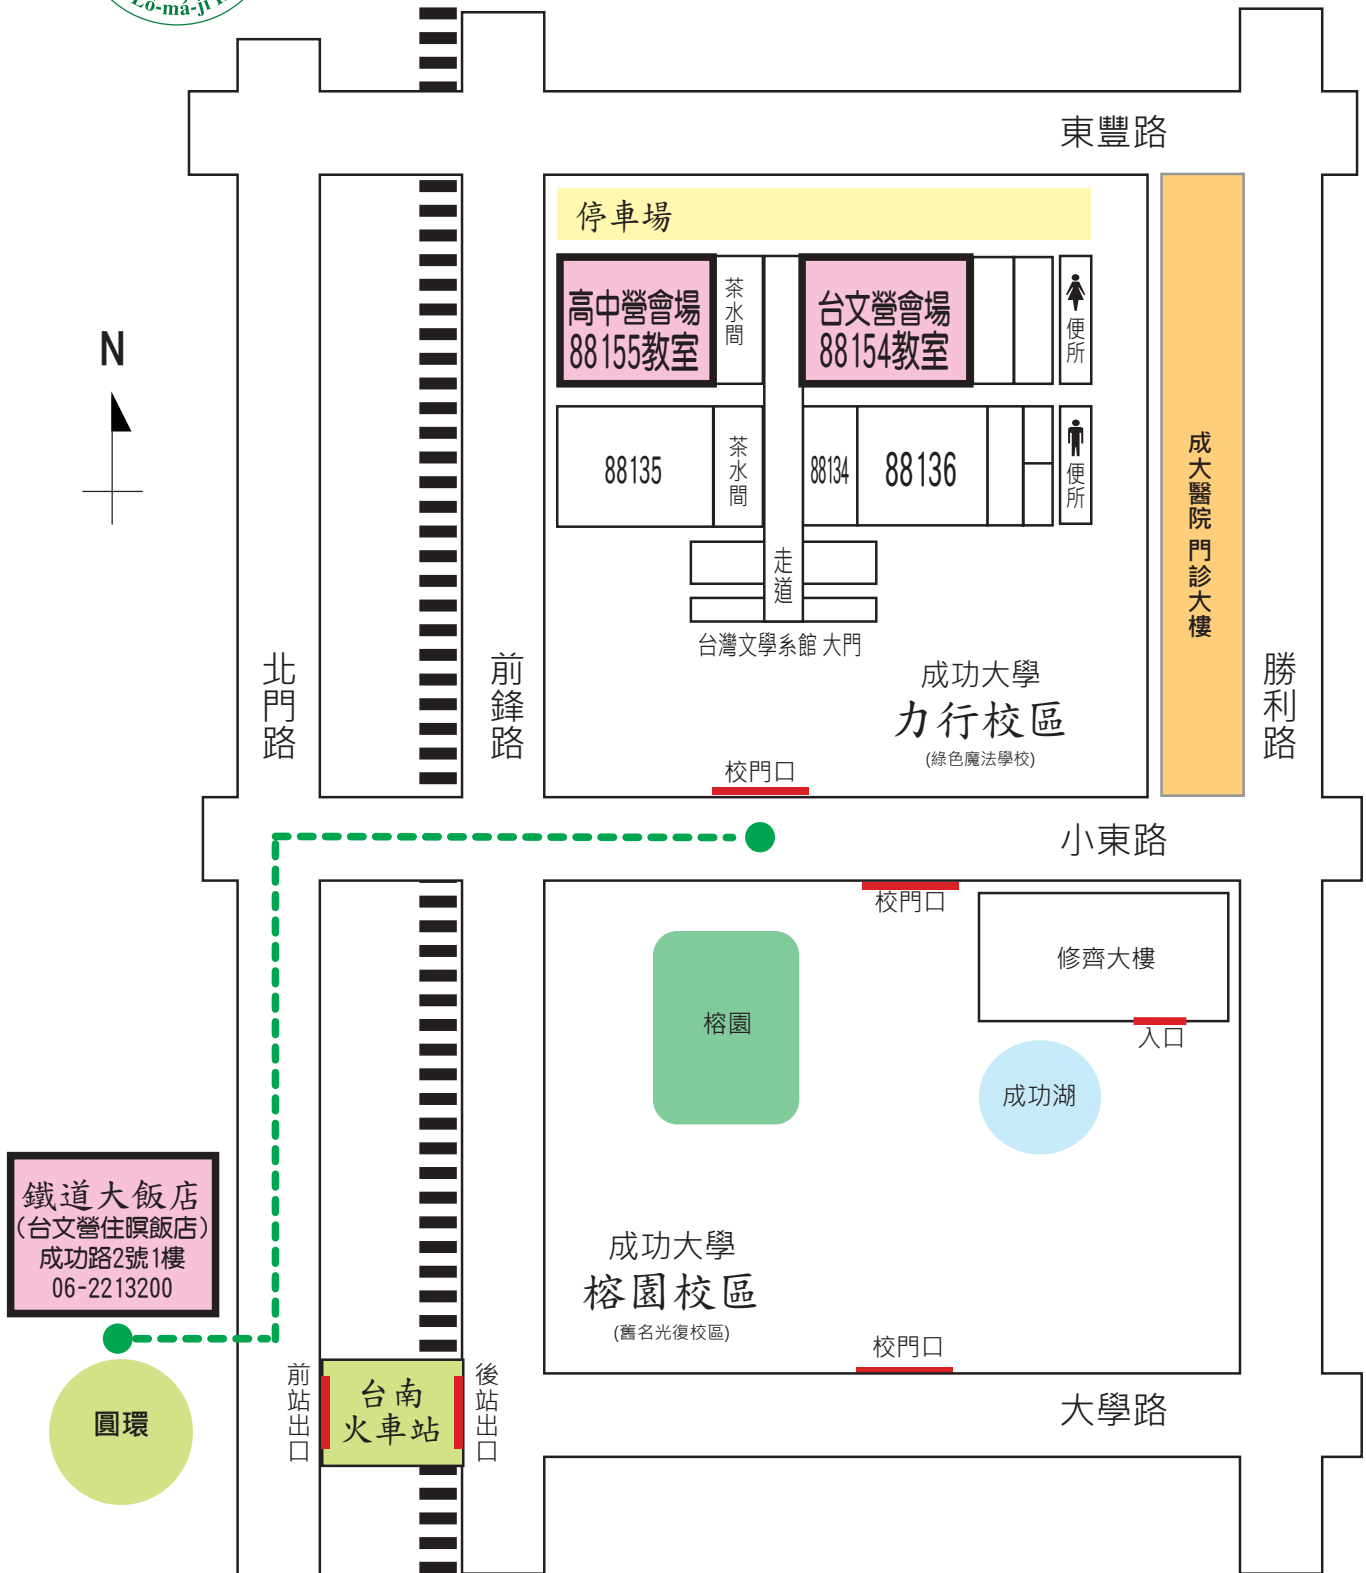 Lô-má-jī
東豐路
停車場
高中營會場
88155教室
茶水間
台文營會場
88154教室
便所
N
88135
茶水間
88134
88136
便所
走道
台灣文學系館 大門
成大醫院 門診大樓
北門路
前鋒路
勝利路
成功大學
力行校區
(綠色魔法學校)
校門口
小東路
校門口
修齊大樓
入口
榕園
成功湖
鐵道大飯店
(台文營住暝飯店)
成功路2號1樓
06-2213200
成功大學
榕園校區
(舊名光復校區)
校門口
前站出口
台南
火車站
後站出口
大學路
圓環